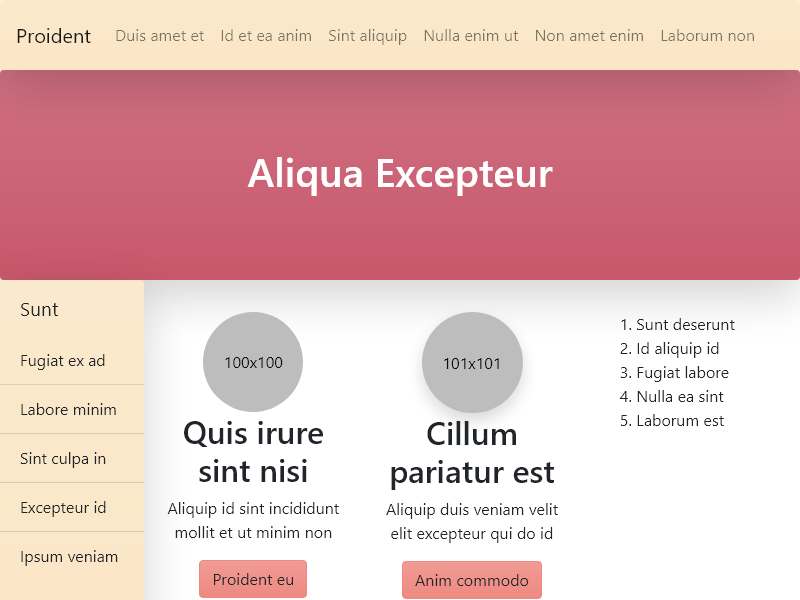 Proident Duis amet et Id et ea anim Sint aliquip Nulla enim ut Non amet enim Laborum non
Aliqua Excepteur
Sunt
Fugiat ex ad
Labore minim
Sint culpa in
Excepteur id
Ipsum veniam
100x100
Quis irure
sint nisi
Aliquip id sint incididunt
mollit et ut minim non
Proident eu
101x101
Cillum
pariatur est
Aliquip duis veniam velit
elit excepteur qui do id
Anim commodo
1. Sunt deserunt
2. Id aliquip id
3. Fugiat labore
4. Nulla ea sint
5. Laborum est